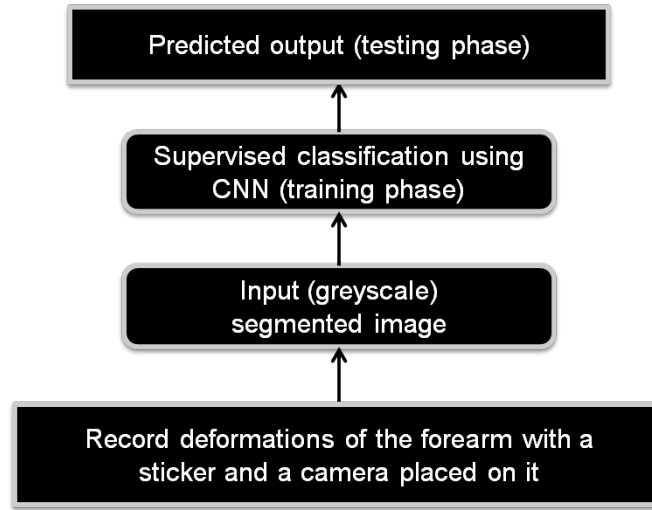 Predicted output (testing phase)
Supervised classification using
CNN (training phase)
Input (greyscale)
segmented image
Record deformations of the forearm with a
sticker and a camera placed on it